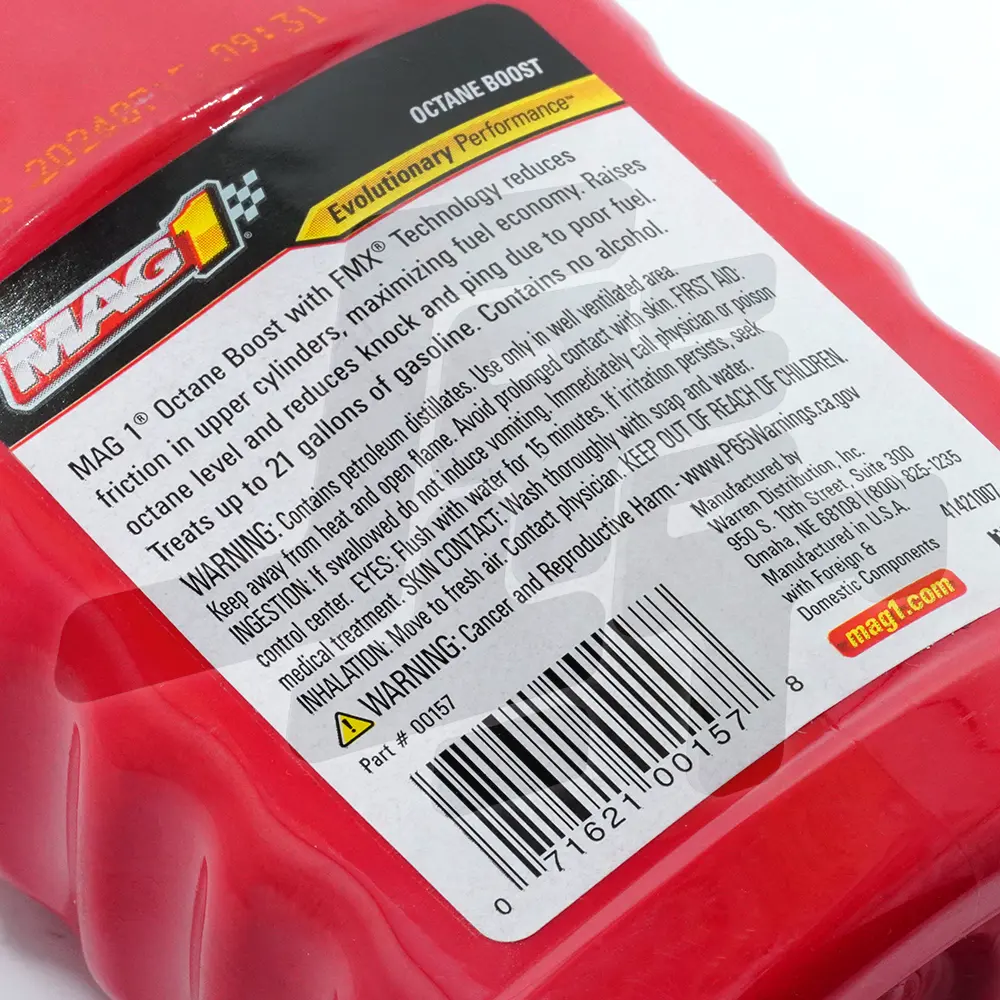 09:31
MAG 1
OCTANE BOOST
Evolutionary Performance™
MAG 1® Octane Boost with FMX® Technology reduces
friction in upper cylinders, maximizing fuel economy. Raises
octane level and reduces knock and ping due to poor fuel.
Treats up to 21 gallons of gasoline. Contains no alcohol.
WARNING: Contains petroleum distillates. Use only in well ventilated area.
Keep away from heat and open flame. Avoid prolonged contact with skin. FIRST AID:
INGESTION: If swallowed do not induce vomiting. Immediately call physician or poison
control center. EYES: Flush with water for 15 minutes. If irritation persists, seek
medical treatment. SKIN CONTACT: Wash thoroughly with soap and water.
INHALATION: Move to fresh air. Contact physician. KEEP OUT OF REACH OF CHILDREN.
WARNING: Cancer and Reproductive Harm - www.P65Warnings.ca.gov
Part # 00157
0 71621 00157 8
Manufactured by
Warren Distribution, Inc.
950 S. 10th Street, Suite 300
Omaha, NE 68108 | (800) 825-1235
Manufactured in U.S.A.
with Foreign &
Domestic Components
41421007
mag1.com